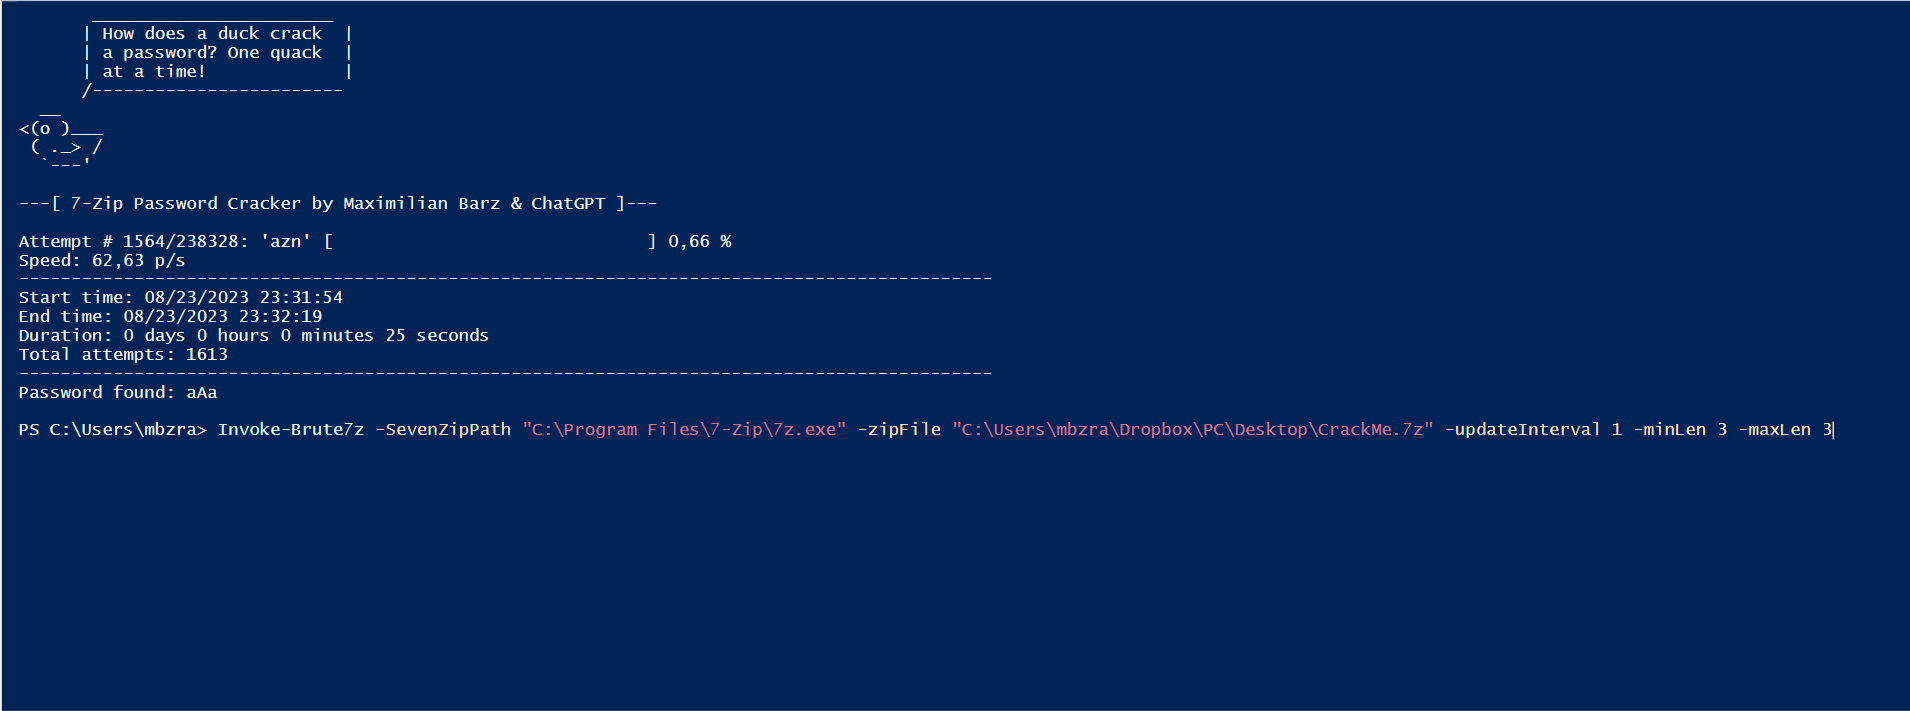 _______________________
| How does a duck crack  |
| a password? One quack  |
| at a time!             |
/------------------------
  __
<(o )___
 ( ._> /
  `---'
---[ 7-Zip Password Cracker by Maximilian Barz & ChatGPT ]---
Attempt # 1564/238328: 'azn' [                              ] 0,66 %
Speed: 62,63 p/s
---------------------------------------------------------------------------------------------
Start time: 08/23/2023 23:31:54
End time: 08/23/2023 23:32:19
Duration: 0 days 0 hours 0 minutes 25 seconds
Total attempts: 1613
---------------------------------------------------------------------------------------------
Password found: aAa
PS C:\Users\mbzra> Invoke-Brute7z -SevenZipPath "C:\Program Files\7-Zip\7z.exe" -zipFile "C:\Users\mbzra\Dropbox\PC\Desktop\CrackMe.7z" -updateInterval 1 -minLen 3 -maxLen 3